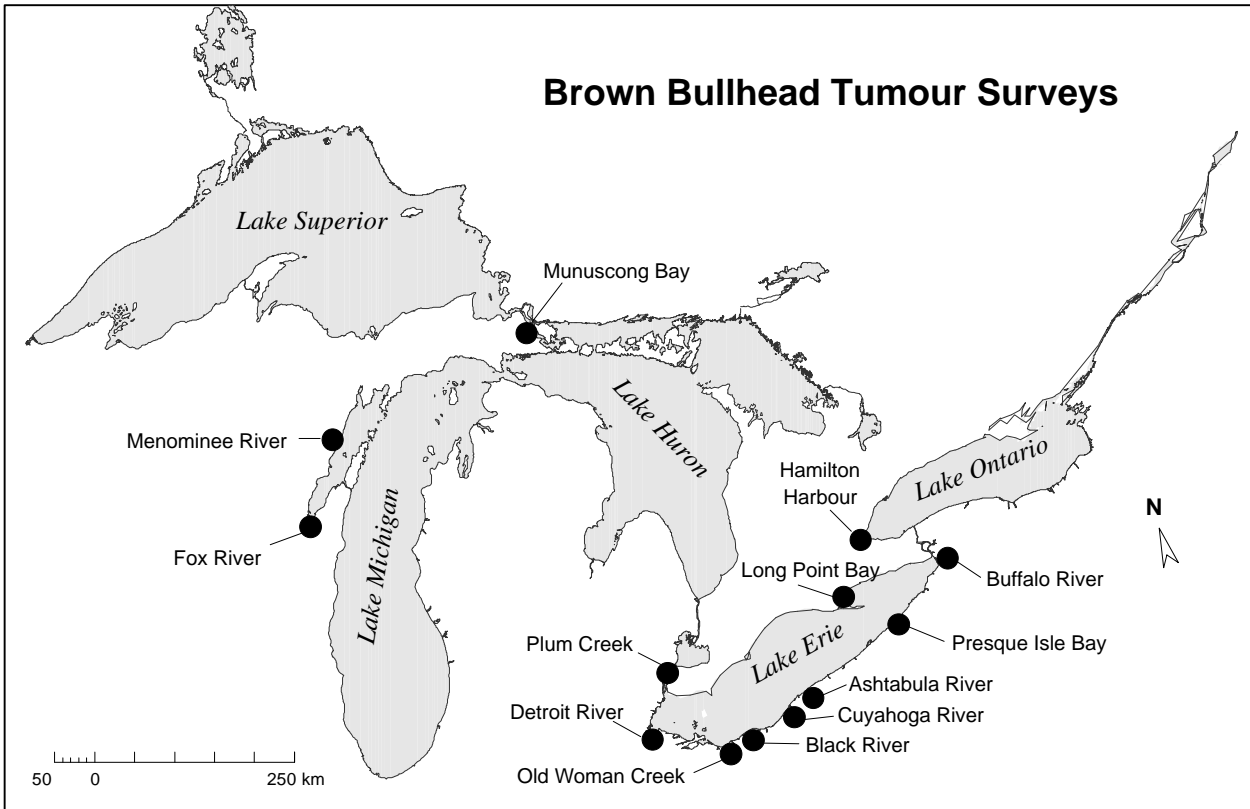 Brown Bullhead Tumour Surveys
Lake Superior
Munuscong Bay
Lake Huron
Menominee River
Lake Ontario
Hamilton
Harbour
N
Lake Michigan
Fox River
Long Point Bay
Buffalo River
Lake Erie
Presque Isle Bay
Plum Creek
Ashtabula River
Detroit River
Cuyahoga River
Black River
Old Woman Creek
50 0 250 km